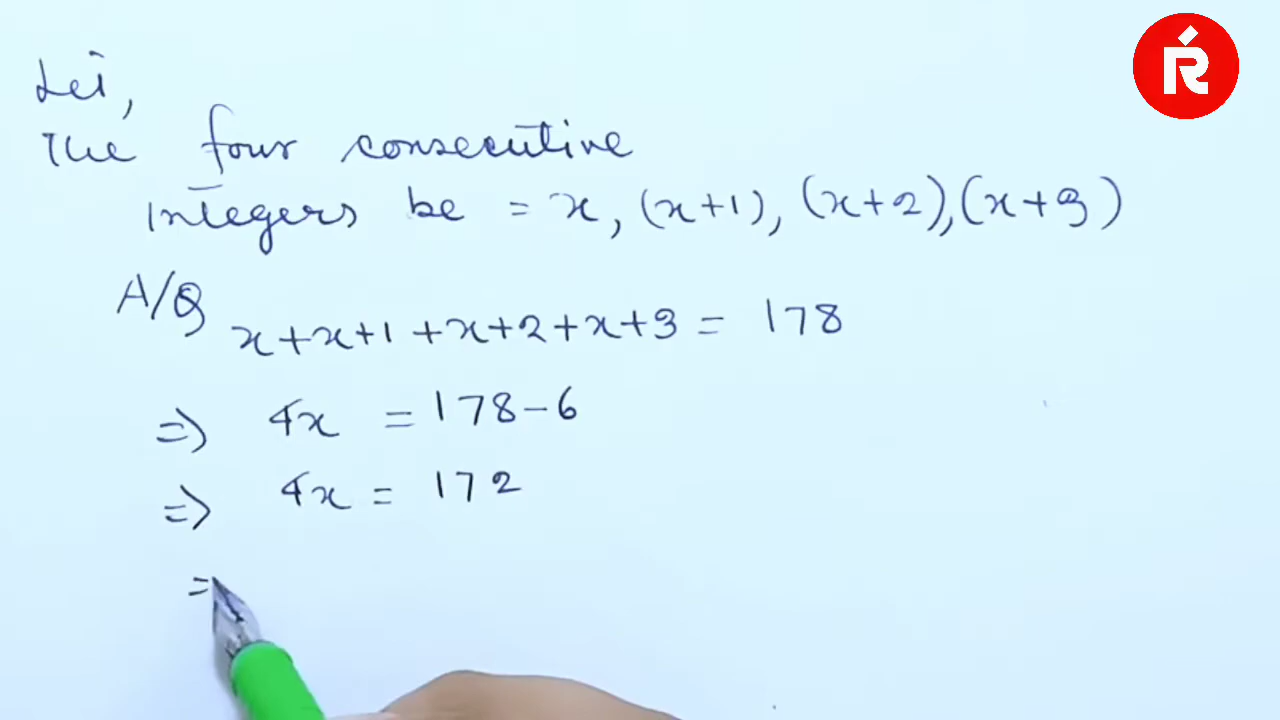 Let,
The four consecutive
integers be = x, (x+1), (x+2), (x+3)
A/Q
x+x+1+x+2+x+3 = 178
=> 4x = 178-6
=> 4x = 172
=
R